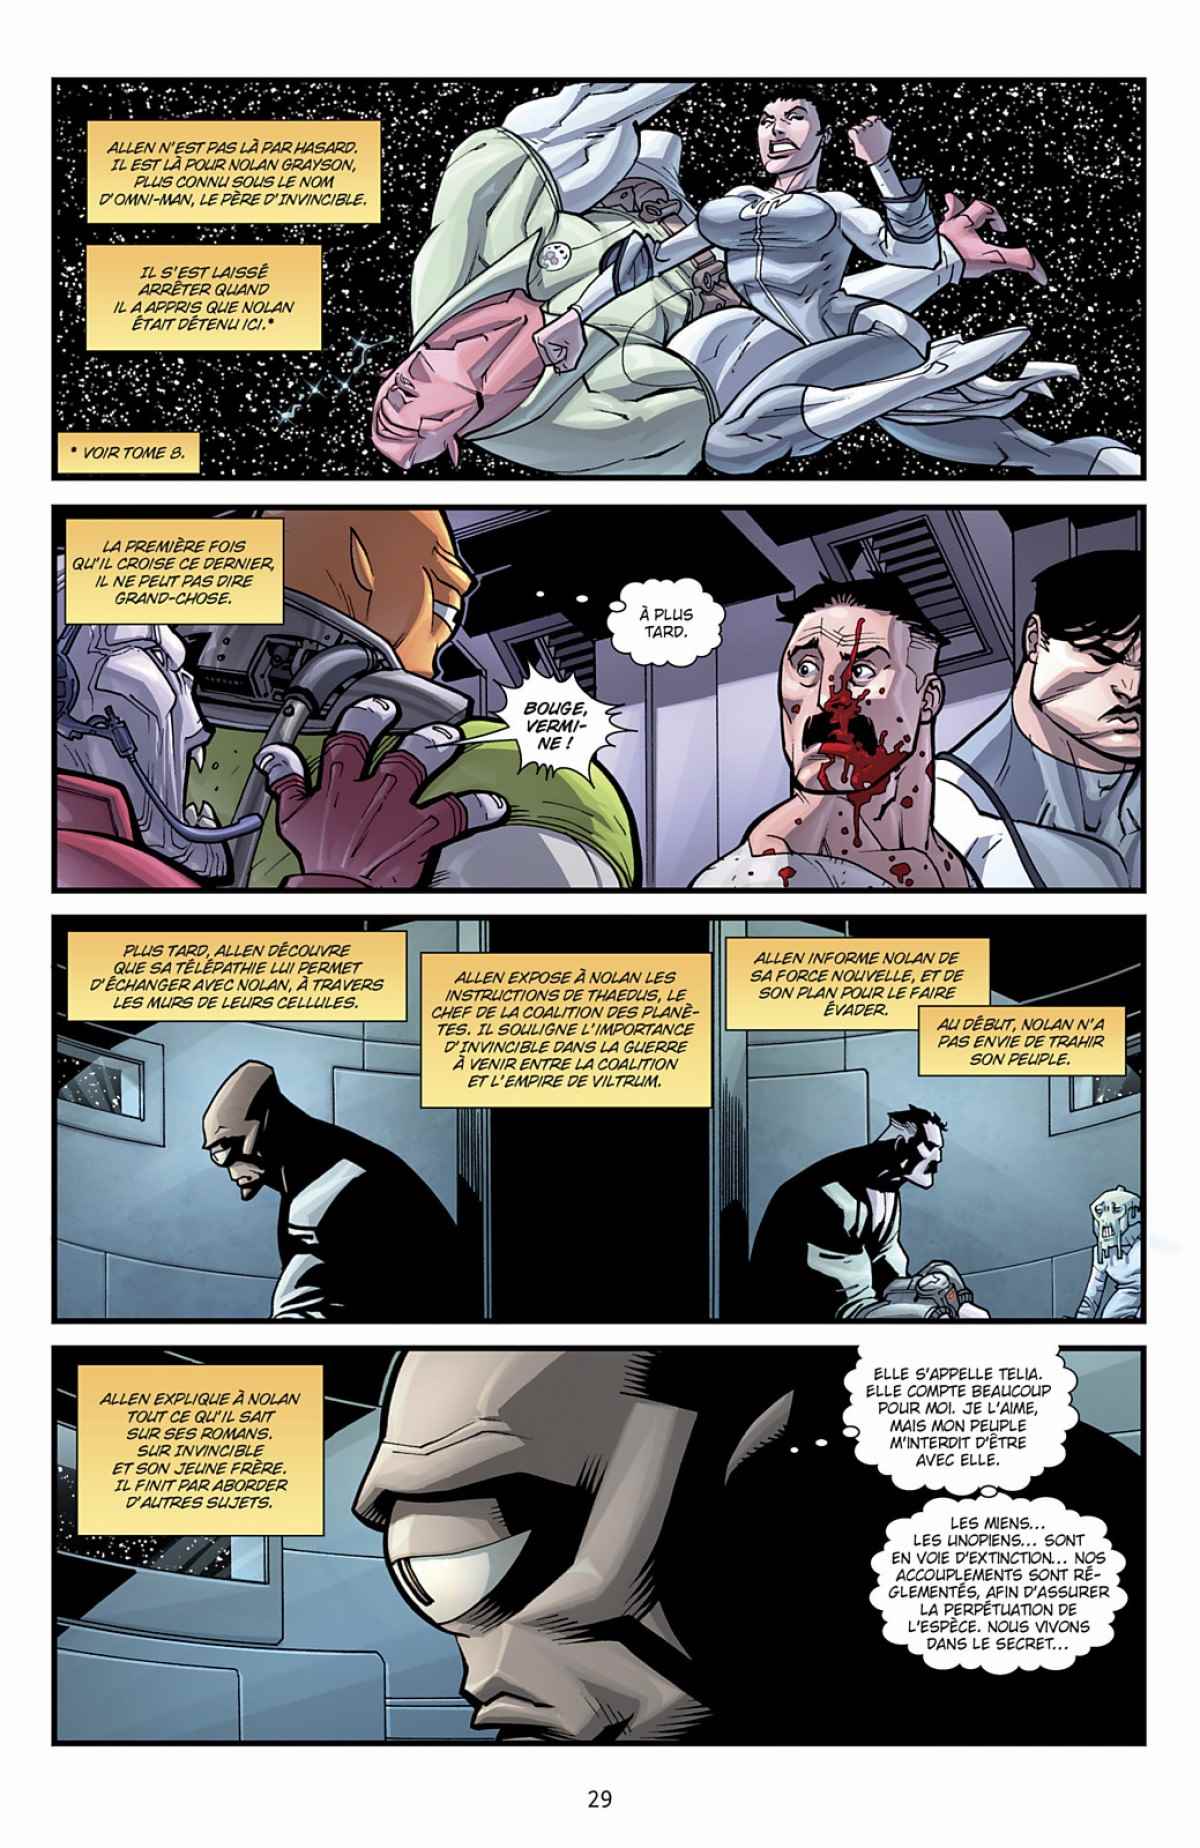 ALLEN N'EST PAS LÀ PAR HASARD.
IL EST LÀ POUR NOLAN GRAYSON,
PLUS CONNU SOUS LE NOM
D'OMNI-MAN, LE PÈRE D'INVINCIBLE.
IL S'EST LAISSÉ
ARRÊTER QUAND
IL A APPRIS QUE NOLAN
ÉTAIT DÉTENU ICI.*
* VOIR TOME 8.
LA PREMIÈRE FOIS
QU'IL CROISE CE DERNIER,
IL NE PEUT PAS DIRE
GRAND-CHOSE.
À PLUS
TARD.
BOUGE,
VERMI-
NE !
PLUS TARD, ALLEN DÉCOUVRE
QUE SA TÉLÉPATHIE LUI PERMET
D'ÉCHANGER AVEC NOLAN, À TRAVERS
LES MURS DE LEURS CELLULES.
ALLEN EXPOSE À NOLAN LES
INSTRUCTIONS DE THAEDUS, LE
CHEF DE LA COALITION DES PLANÈ-
TES. IL SOULIGNE L'IMPORTANCE
D'INVINCIBLE DANS LA GUERRE
À VENIR ENTRE LA COALITION
ET L'EMPIRE DE VILTRUM.
ALLEN INFORME NOLAN DE
SA FORCE NOUVELLE, ET DE
SON PLAN POUR LE FAIRE
ÉVADER.
AU DÉBUT, NOLAN N'A
PAS ENVIE DE TRAHIR
SON PEUPLE.
ALLEN EXPLIQUE À NOLAN
TOUT CE QU'IL SAIT
SUR SES ROMANS.
SUR INVINCIBLE
ET SON JEUNE FRÈRE.
IL FINIT PAR ABORDER
D'AUTRES SUJETS.
ELLE S'APPELLE TELIA.
ELLE COMPTE BEAUCOUP
POUR MOI. JE L'AIME,
MAIS MON PEUPLE
M'INTERDIT D'ÊTRE
AVEC ELLE.
LES MIENS...
LES UNOPIENS... SONT
EN VOIE D'EXTINCTION... NOS
ACCOUPLEMENTS SONT RÉ-
GLEMENTÉS, AFIN D'ASSURER
LA PERPÉTUATION DE
L'ESPÈCE. NOUS VIVONS
DANS LE SECRET...
29